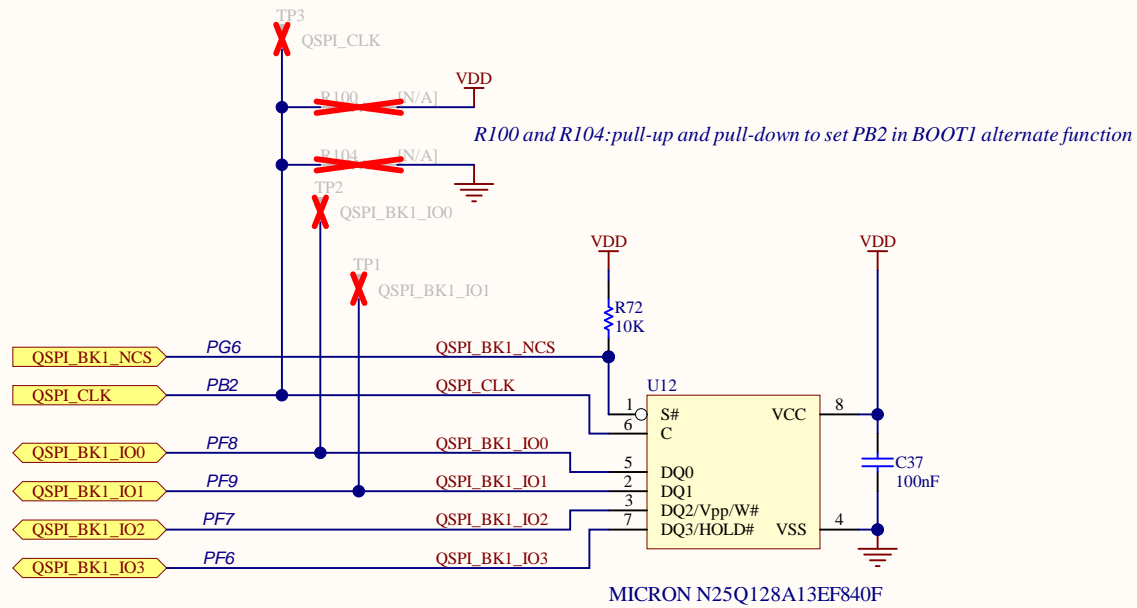 TP3
QSPI_CLK
VDD
R100 [N/A]
R100 and R104:pull-up and pull-down to set PB2 in BOOT1 alternate function
R104 [N/A]
TP2
QSPI_BK1_IO0
VDD
VDD
TP1
QSPI_BK1_IO1
R72
10K
QSPI_BK1_NCS PG6 QSPI_BK1_NCS
QSPI_CLK PB2 QSPI_CLK
U12
1 S# VCC 8
6 C
QSPI_BK1_IO0 PF8 QSPI_BK1_IO0
5 DQ0
C37
100nF
QSPI_BK1_IO1 PF9 QSPI_BK1_IO1
2 DQ1
3 DQ2/Vpp/W#
QSPI_BK1_IO2 PF7 QSPI_BK1_IO2
7 DQ3/HOLD# VSS 4
QSPI_BK1_IO3 PF6 QSPI_BK1_IO3
MICRON N25Q128A13EF840F